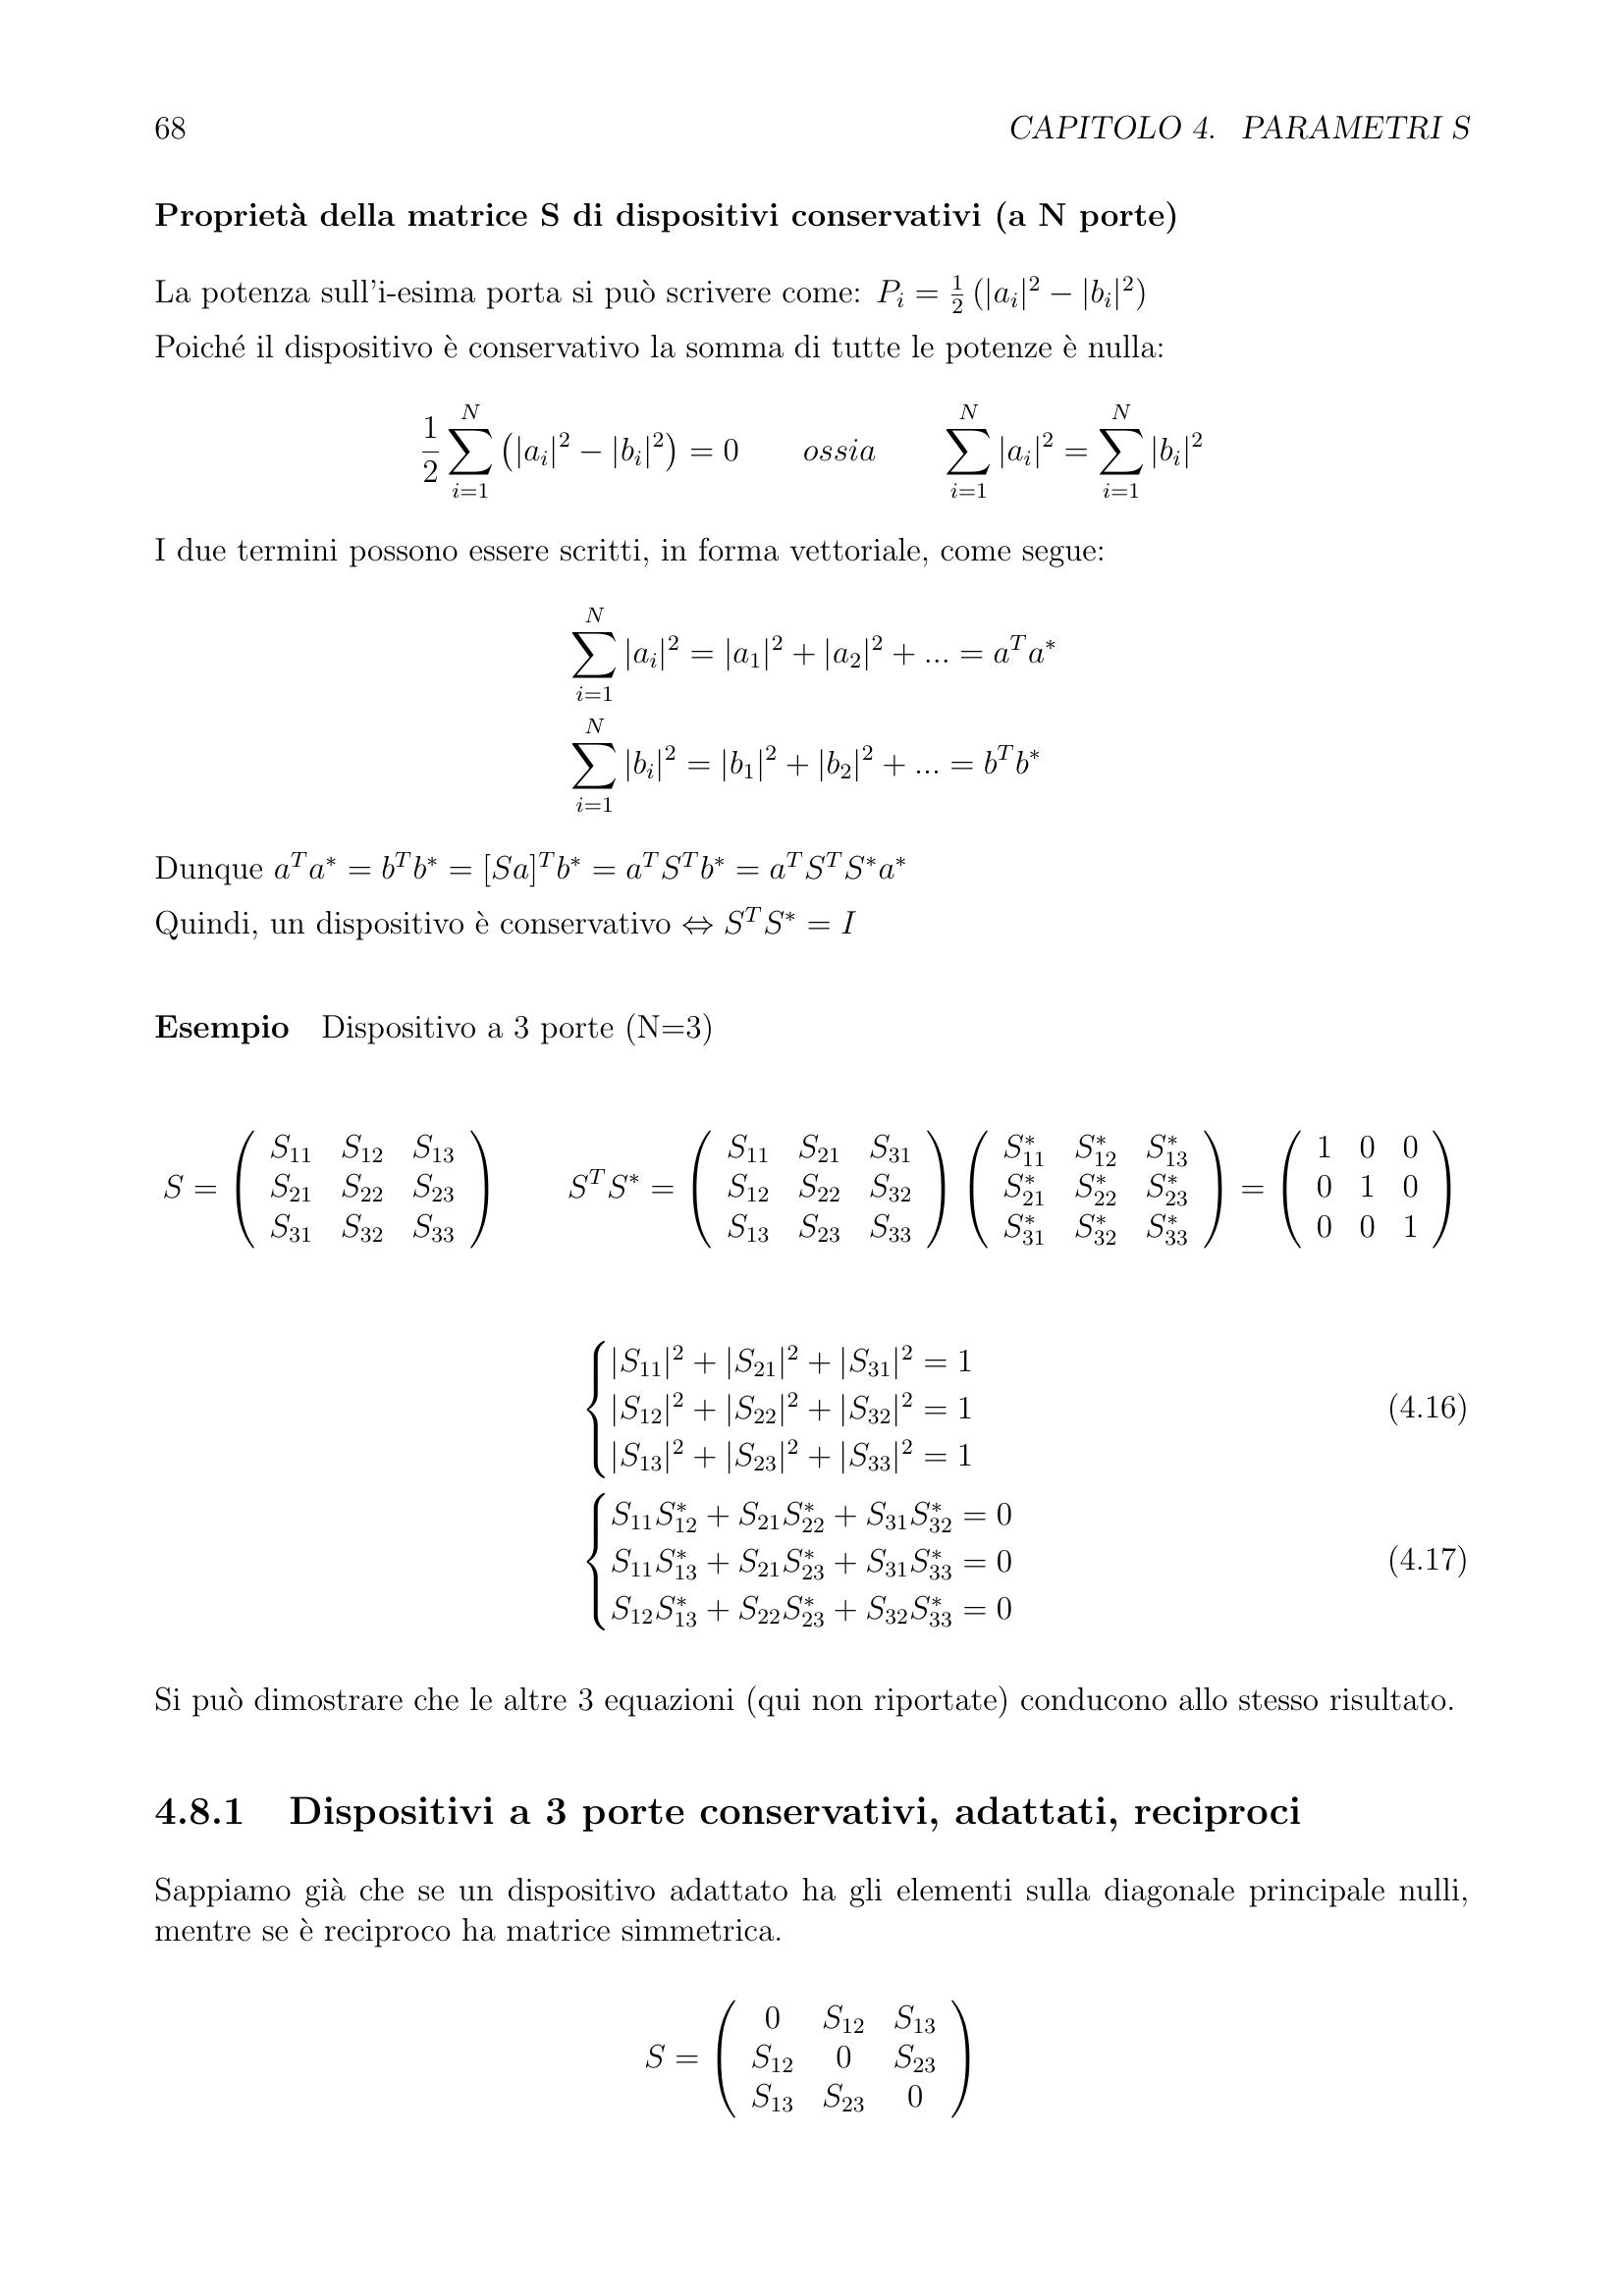 68 CAPITOLO 4. PARAMETRI S
Proprietà della matrice S di dispositivi conservativi (a N porte)
La potenza sull'i-esima porta si può scrivere come: $P_i = \frac{1}{2}\left(|a_i|^2 - |b_i|^2\right)$
Poiché il dispositivo è conservativo la somma di tutte le potenze è nulla:
$\frac{1}{2}\sum_{i=1}^{N}\left(|a_i|^2 - |b_i|^2\right) = 0 \qquad ossia \qquad \sum_{i=1}^{N}|a_i|^2 = \sum_{i=1}^{N}|b_i|^2$
I due termini possono essere scritti, in forma vettoriale, come segue:
$\sum_{i=1}^{N}|a_i|^2 = |a_1|^2 + |a_2|^2 + ... = a^T a^*$
$\sum_{i=1}^{N}|b_i|^2 = |b_1|^2 + |b_2|^2 + ... = b^T b^*$
Dunque $a^T a^* = b^T b^* = [Sa]^T b^* = a^T S^T b^* = a^T S^T S^* a^*$
Quindi, un dispositivo è conservativo $\Leftrightarrow S^T S^* = I$
Esempio Dispositivo a 3 porte (N=3)
$S = \begin{pmatrix} S_{11} & S_{12} & S_{13} \\ S_{21} & S_{22} & S_{23} \\ S_{31} & S_{32} & S_{33} \end{pmatrix} \qquad S^T S^* = \begin{pmatrix} S_{11} & S_{21} & S_{31} \\ S_{12} & S_{22} & S_{32} \\ S_{13} & S_{23} & S_{33} \end{pmatrix} \begin{pmatrix} S_{11}^* & S_{12}^* & S_{13}^* \\ S_{21}^* & S_{22}^* & S_{23}^* \\ S_{31}^* & S_{32}^* & S_{33}^* \end{pmatrix} = \begin{pmatrix} 1 & 0 & 0 \\ 0 & 1 & 0 \\ 0 & 0 & 1 \end{pmatrix}$
$\begin{cases} |S_{11}|^2 + |S_{21}|^2 + |S_{31}|^2 = 1 \\ |S_{12}|^2 + |S_{22}|^2 + |S_{32}|^2 = 1 \\ |S_{13}|^2 + |S_{23}|^2 + |S_{33}|^2 = 1 \end{cases}$ (4.16)
$\begin{cases} S_{11}S_{12}^* + S_{21}S_{22}^* + S_{31}S_{32}^* = 0 \\ S_{11}S_{13}^* + S_{21}S_{23}^* + S_{31}S_{33}^* = 0 \\ S_{12}S_{13}^* + S_{22}S_{23}^* + S_{32}S_{33}^* = 0 \end{cases}$ (4.17)
Si può dimostrare che le altre 3 equazioni (qui non riportate) conducono allo stesso risultato.
4.8.1 Dispositivi a 3 porte conservativi, adattati, reciproci
Sappiamo già che se un dispositivo adattato ha gli elementi sulla diagonale principale nulli,
mentre se è reciproco ha matrice simmetrica.
$S = \begin{pmatrix} 0 & S_{12} & S_{13} \\ S_{12} & 0 & S_{23} \\ S_{13} & S_{23} & 0 \end{pmatrix}$